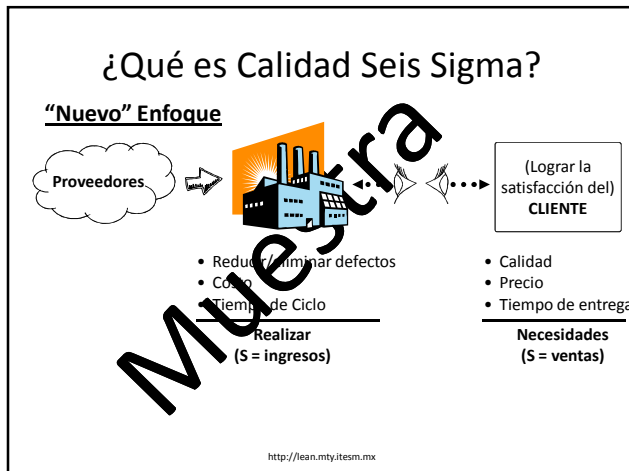 ¿Qué es Calidad Seis Sigma?
“Nuevo” Enfoque
Proveedores
(Lograr la
satisfacción del)
CLIENTE
• Reducir/eliminar defectos
• Costo
• Tiempo de Ciclo
Realizar
(S = ingresos)
• Calidad
• Precio
• Tiempo de entrega
Necesidades
(S = ventas)
Muestra
http://lean.mty.itesm.mx